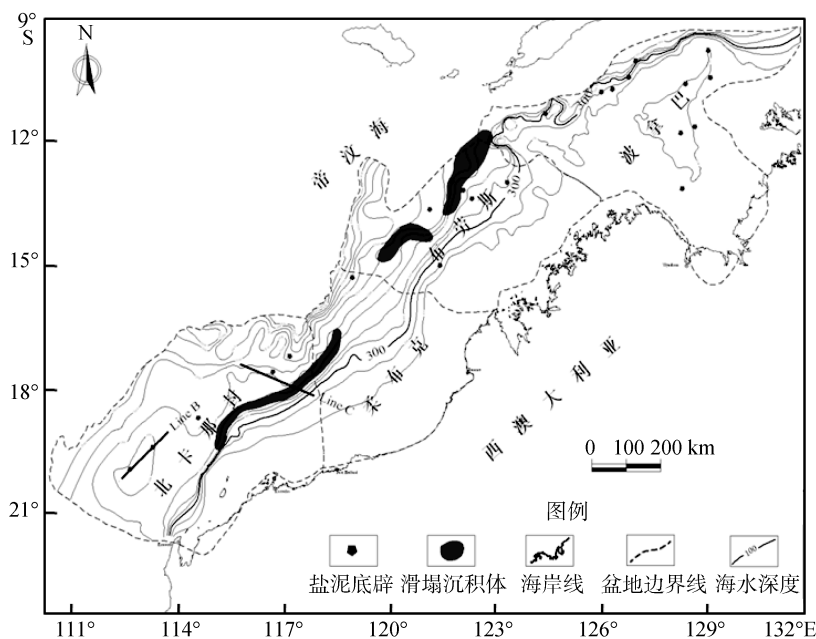 9°
S
N
12°
15°
18°
21°
帝汶海
波拿巴
布劳斯
300
300
柔布克
北卡那封
Line B
Line C
西澳大利亚
0 100 200 km
图例
100
盐泥底辟 滑塌沉积体 海岸线 盆地边界线 海水深度
111° 114° 117° 120° 123° 126° 129° 132°E